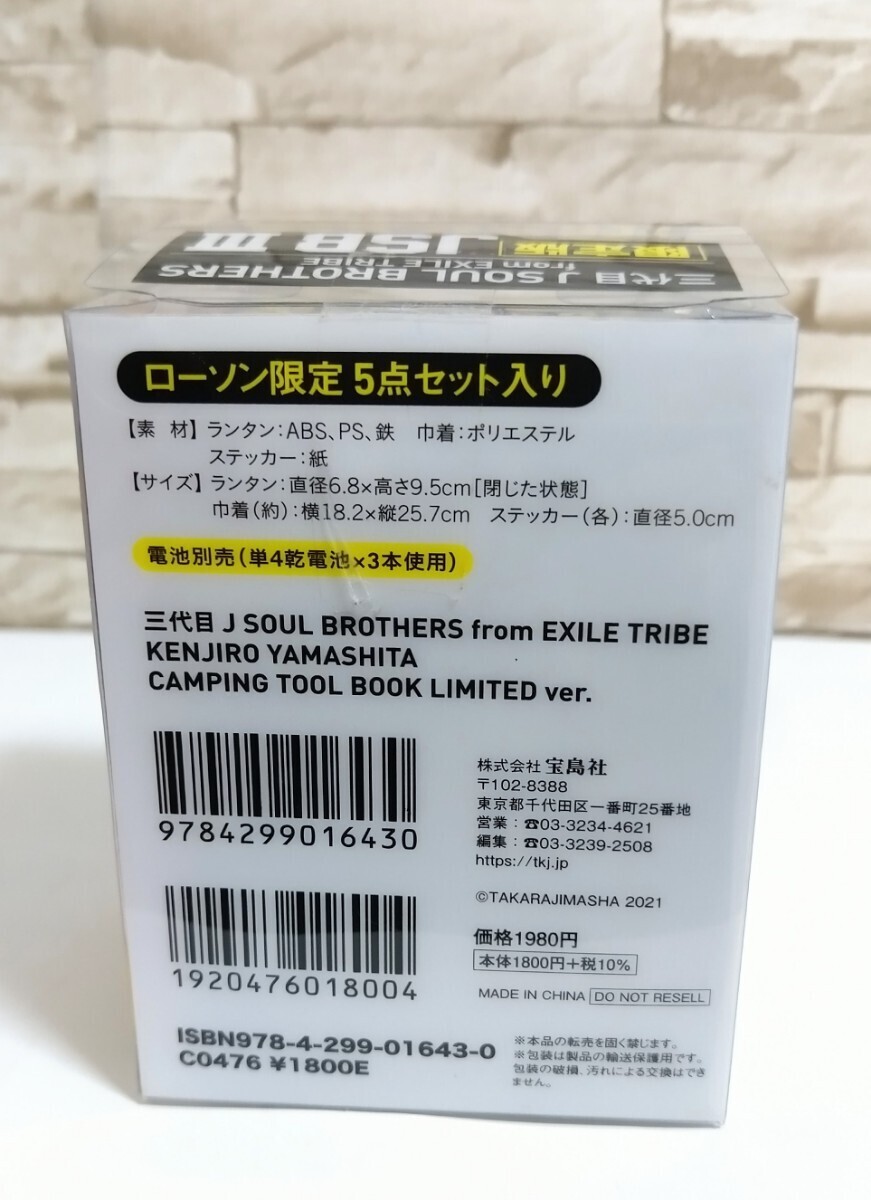 三代目 J SOUL BROTHERS
from EXILE TRIBE
限定版 JSB III
ローソン限定 5点セット入り
【素 材】ランタン:ABS、PS、鉄 巾着:ポリエステル
ステッカー:紙
【サイズ】ランタン:直径6.8×高さ9.5cm[閉じた状態]
巾着(約):横18.2×縦25.7cm ステッカー(各):直径5.0cm
電池別売(単4乾電池×3本使用)
三代目 J SOUL BROTHERS from EXILE TRIBE
KENJIRO YAMASHITA
CAMPING TOOL BOOK LIMITED ver.
9784299016430
1920476018004
ISBN978-4-299-01643-0
C0476 ¥1800E
株式会社 宝島社
〒102-8388
東京都千代田区一番町25番地
営業:☎03-3234-4621
編集:☎03-3239-2508
https://tkj.jp
©TAKARAJIMASHA 2021
価格1980円
本体1800円+税10%
MADE IN CHINA DO NOT RESELL
※本品の転売を固く禁じます。
※包装は製品の輸送保護用です。
包装の破損、汚れによる交換はでき
ません。